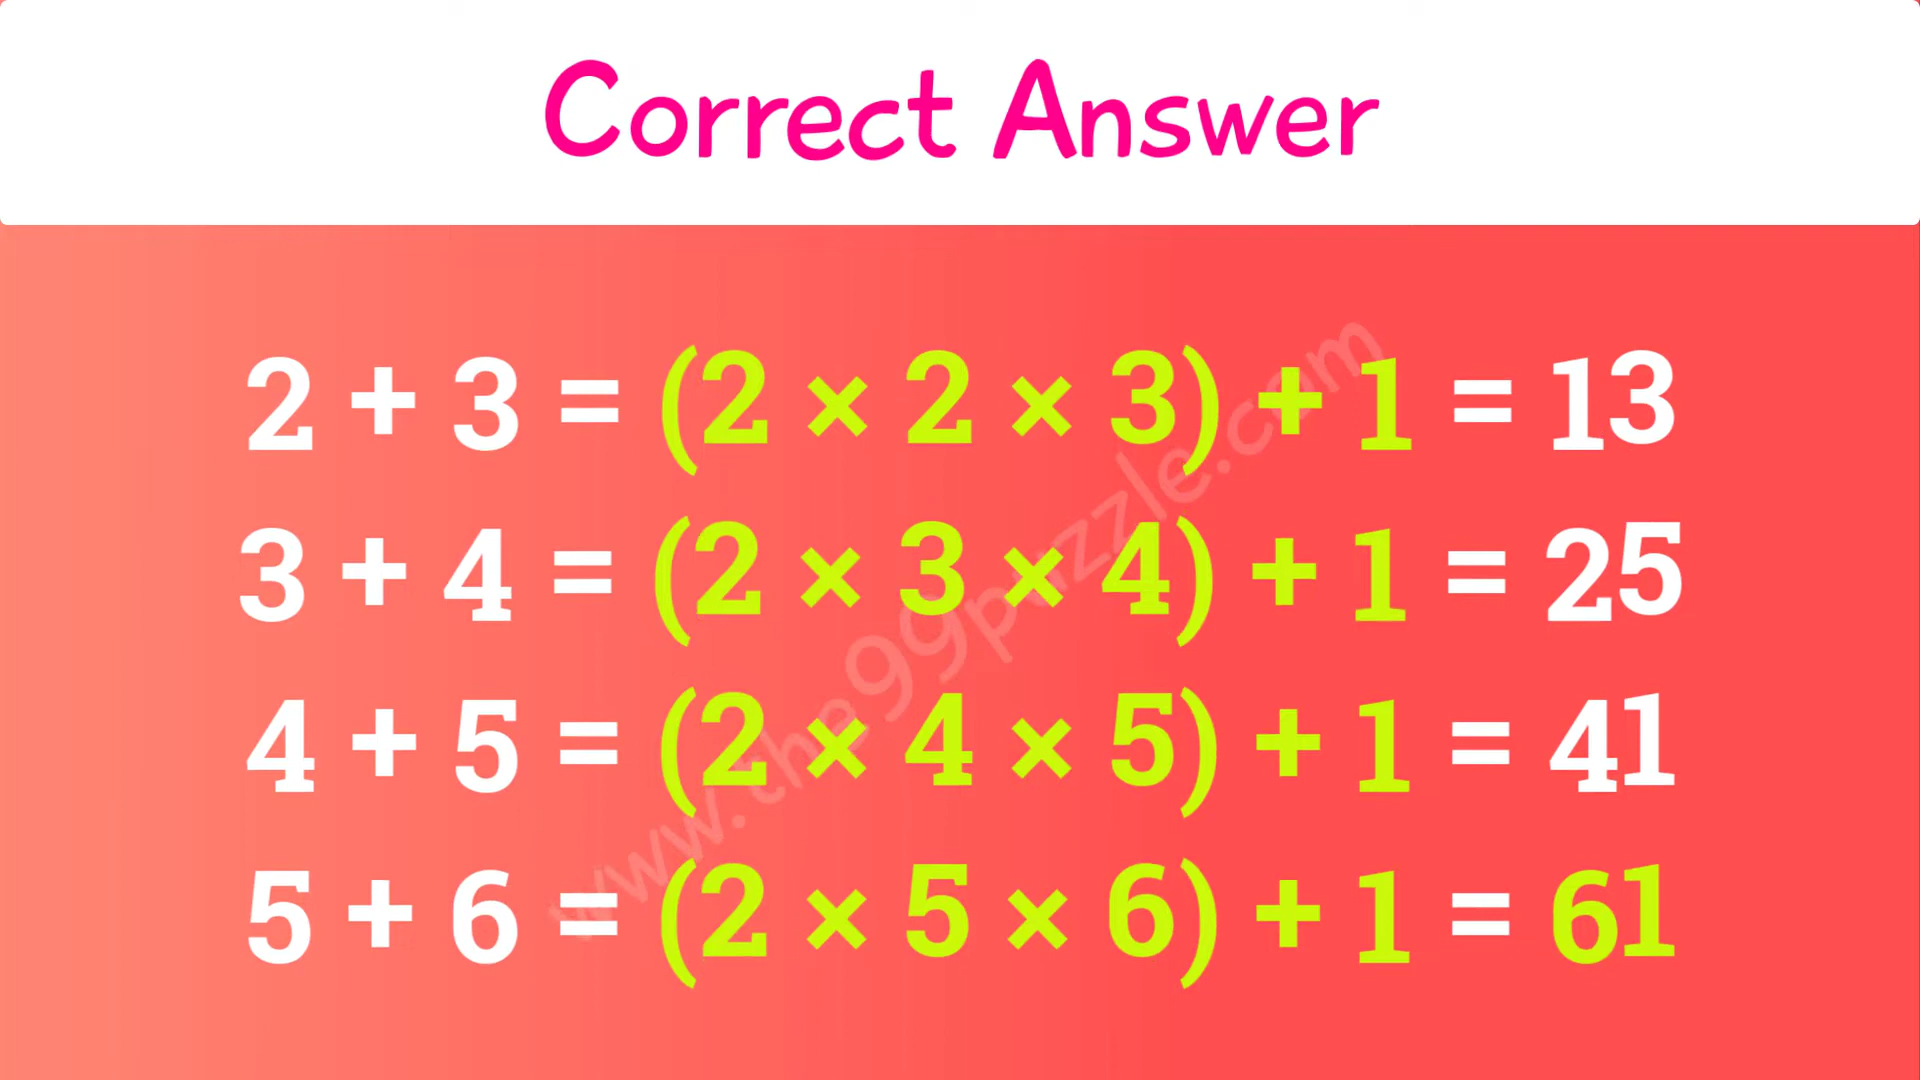 Correct Answer
2 + 3 = (2 × 2 × 3) + 1 = 13
3 + 4 = (2 × 3 × 4) + 1 = 25
4 + 5 = (2 × 4 × 5) + 1 = 41
5 + 6 = (2 × 5 × 6) + 1 = 61
www.the99puzzle.com